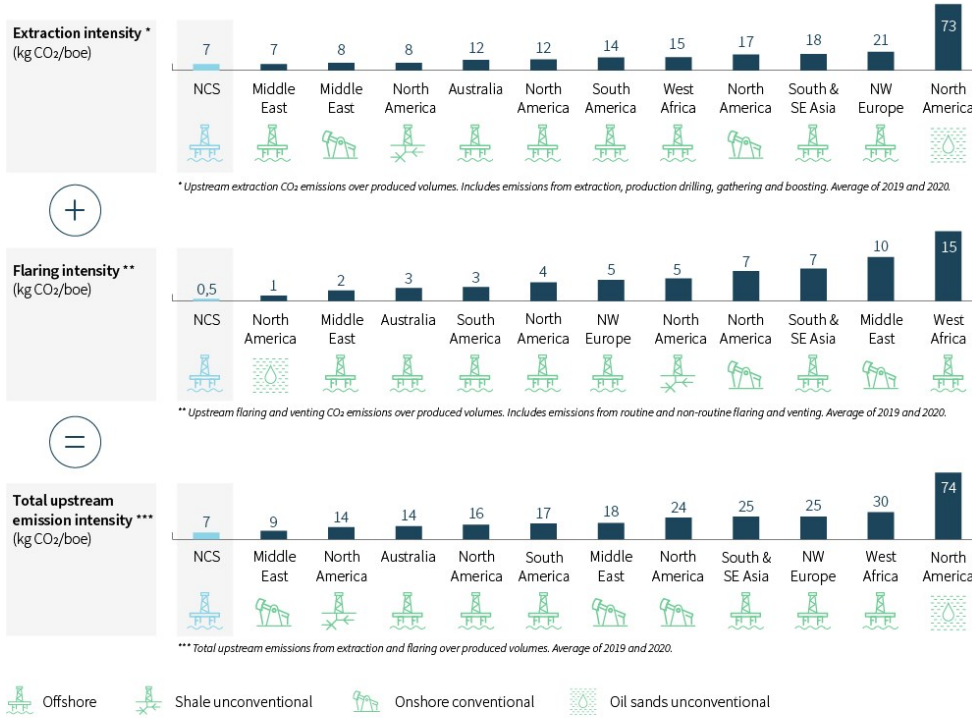 Extraction intensity *
(kg CO₂/boe)
7 7 8 8 12 12 14 15 17 18 21 73
NCS Middle Middle North Australia North South West North South & NW North
East East America America America Africa America SE Asia Europe America
* Upstream extraction CO₂ emissions over produced volumes. Includes emissions from extraction, production drilling, gathering and boosting. Average of 2019 and 2020.
+
Flaring intensity **
(kg CO₂/boe)
0,5 1 2 3 3 4 5 5 7 7 10 15
NCS North Middle Australia South North NW North North South & Middle West
America East America America Europe America America SE Asia East Africa
** Upstream flaring and venting CO₂ emissions over produced volumes. Includes emissions from routine and non-routine flaring and venting. Average of 2019 and 2020.
=
Total upstream
emission intensity ***
(kg CO₂/boe)
7 9 14 14 16 17 18 24 25 25 30 74
NCS Middle North Australia North South Middle North South & NW West North
East America America America East America SE Asia Europe Africa America
*** Total upstream emissions from extraction and flaring over produced volumes. Average of 2019 and 2020.
Offshore Shale unconventional Onshore conventional Oil sands unconventional